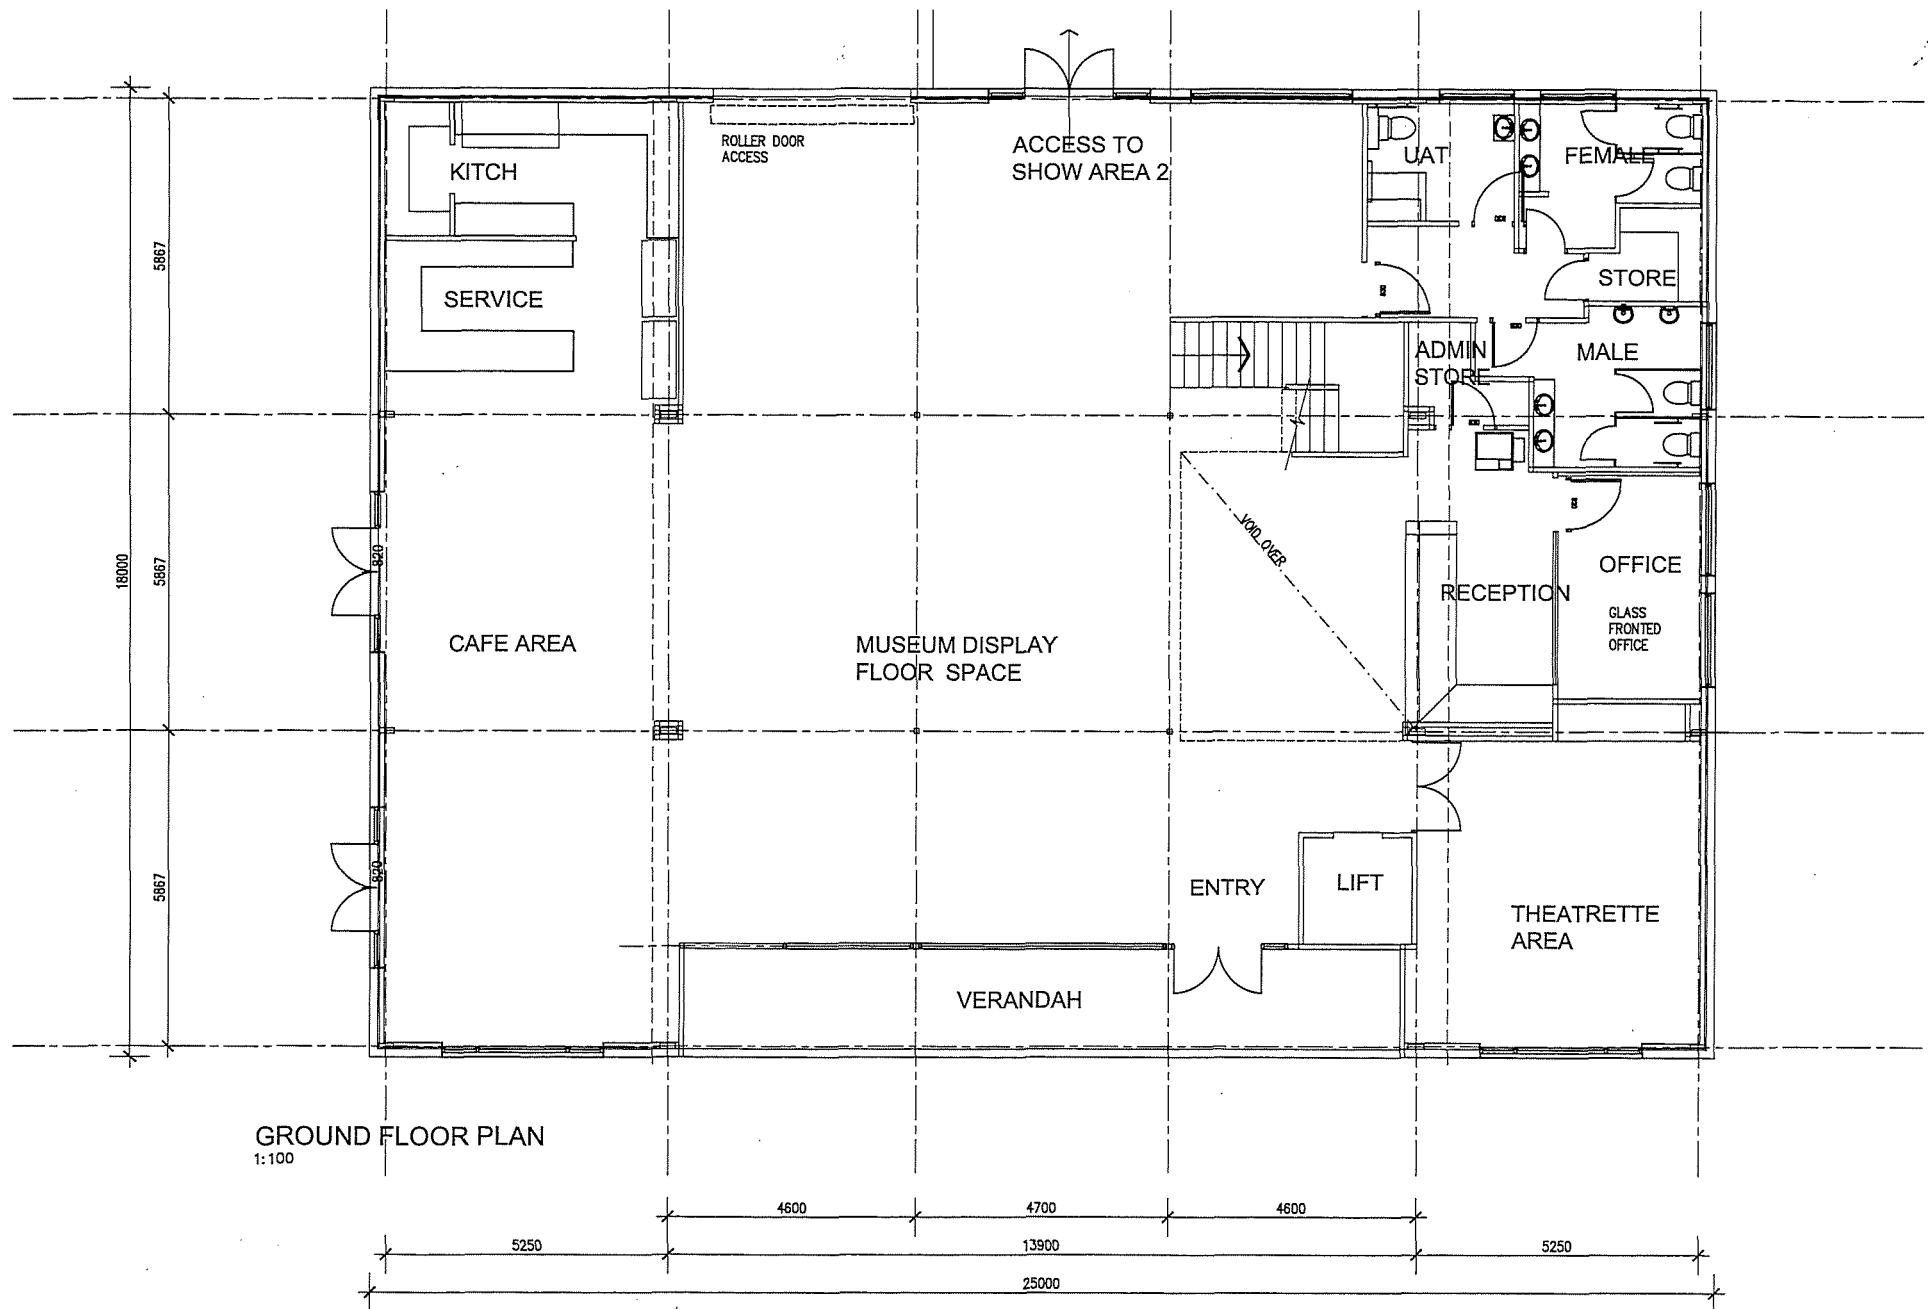 ROLLER DOOR
ACCESS
ACCESS TO
SHOW AREA 2
KITCH
UAT
FEMALE
SERVICE
STORE
ADMIN
STORE
MALE
VOID OVER
OFFICE
RECEPTION
GLASS
FRONTED
OFFICE
CAFE AREA
MUSEUM DISPLAY
FLOOR SPACE
ENTRY
LIFT
THEATRETTE
AREA
VERANDAH
5867
18000
5867
820
5867
820
GROUND FLOOR PLAN
1:100
4600
4700
4600
5250
13900
5250
25000